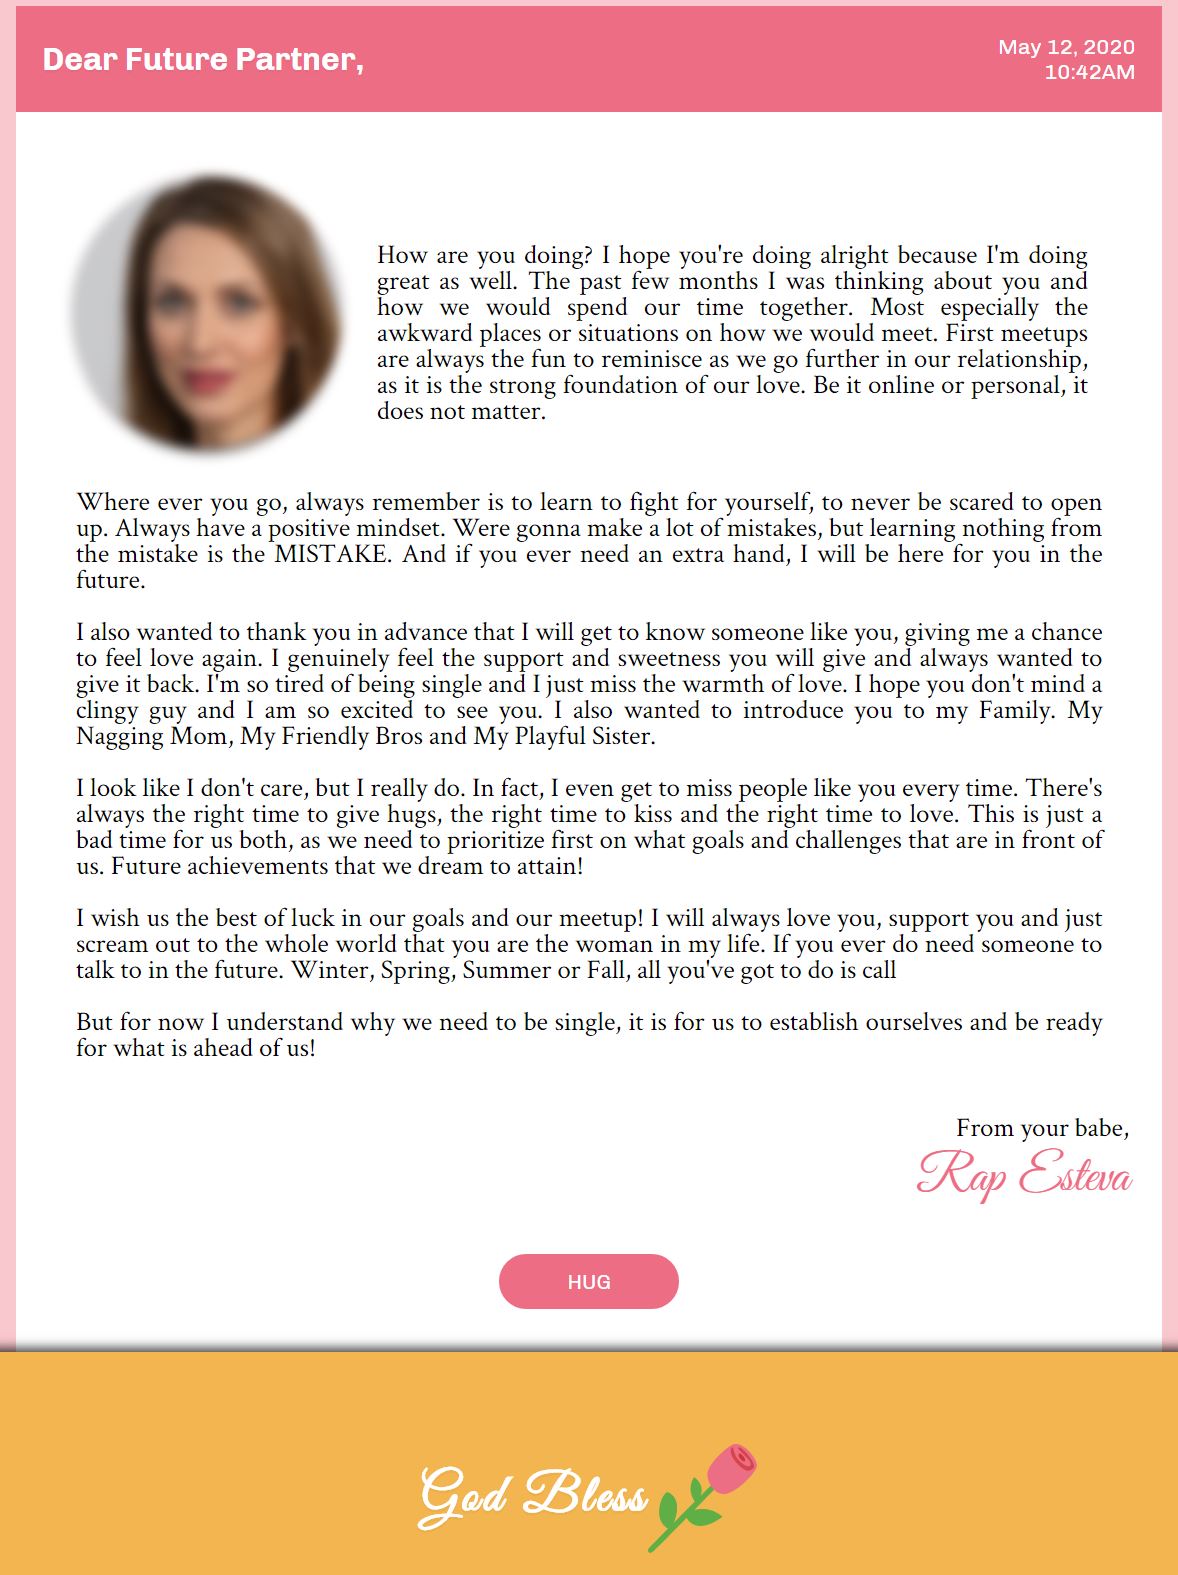 Dear Future Partner,
May 12, 2020
10:42AM
How are you doing? I hope you're doing alright because I'm doing
great as well. The past few months I was thinking about you and
how we would spend our time together. Most especially the
awkward places or situations on how we would meet. First meetups
are always the fun to reminisce as we go further in our relationship,
as it is the strong foundation of our love. Be it online or personal, it
does not matter.
Where ever you go, always remember is to learn to fight for yourself, to never be scared to open
up. Always have a positive mindset. Were gonna make a lot of mistakes, but learning nothing from
the mistake is the MISTAKE. And if you ever need an extra hand, I will be here for you in the
future.
I also wanted to thank you in advance that I will get to know someone like you, giving me a chance
to feel love again. I genuinely feel the support and sweetness you will give and always wanted to
give it back. I'm so tired of being single and I just miss the warmth of love. I hope you don't mind a
clingy guy and I am so excited to see you. I also wanted to introduce you to my Family. My
Nagging Mom, My Friendly Bros and My Playful Sister.
I look like I don't care, but I really do. In fact, I even get to miss people like you every time. There's
always the right time to give hugs, the right time to kiss and the right time to love. This is just a
bad time for us both, as we need to prioritize first on what goals and challenges that are in front of
us. Future achievements that we dream to attain!
I wish us the best of luck in our goals and our meetup! I will always love you, support you and just
scream out to the whole world that you are the woman in my life. If you ever do need someone to
talk to in the future. Winter, Spring, Summer or Fall, all you've got to do is call
But for now I understand why we need to be single, it is for us to establish ourselves and be ready
for what is ahead of us!
From your babe,
Rap Esteva
HUG
God Bless